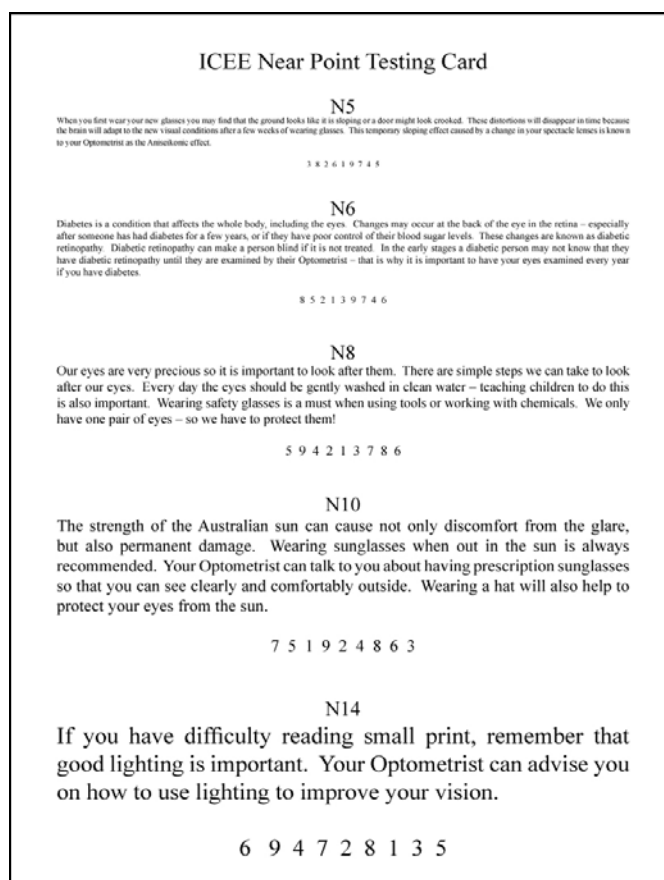 ICEE Near Point Testing Card
N5
When you first wear your new glasses you may find that the ground looks like it is sloping or a door might look crooked. These distortions will disappear in time because
the brain will adapt to the new visual conditions after a few weeks of wearing glasses. This temporary sloping effect caused by a change in your spectacle lenses is known
to your Optometrist as the Aniseikonic effect.
3 8 2 6 1 9 7 4 5
N6
Diabetes is a condition that affects the whole body, including the eyes. Changes may occur at the back of the eye in the retina – especially
after someone has had diabetes for a few years, or if they have poor control of their blood sugar levels. These changes are known as diabetic
retinopathy. Diabetic retinopathy can make a person blind if it is not treated. In the early stages a diabetic person may not know that they
have diabetic retinopathy until they are examined by their Optometrist – that is why it is important to have your eyes examined every year
if you have diabetes.
8 5 2 1 3 9 7 4 6
N8
Our eyes are very precious so it is important to look after them. There are simple steps we can take to look
after our eyes. Every day the eyes should be gently washed in clean water – teaching children to do this
is also important. Wearing safety glasses is a must when using tools or working with chemicals. We only
have one pair of eyes – so we have to protect them!
5 9 4 2 1 3 7 8 6
N10
The strength of the Australian sun can cause not only discomfort from the glare,
but also permanent damage. Wearing sunglasses when out in the sun is always
recommended. Your Optometrist can talk to you about having prescription sunglasses
so that you can see clearly and comfortably outside. Wearing a hat will also help to
protect your eyes from the sun.
7 5 1 9 2 4 8 6 3
N14
If you have difficulty reading small print, remember that
good lighting is important. Your Optometrist can advise you
on how to use lighting to improve your vision.
6 9 4 7 2 8 1 3 5